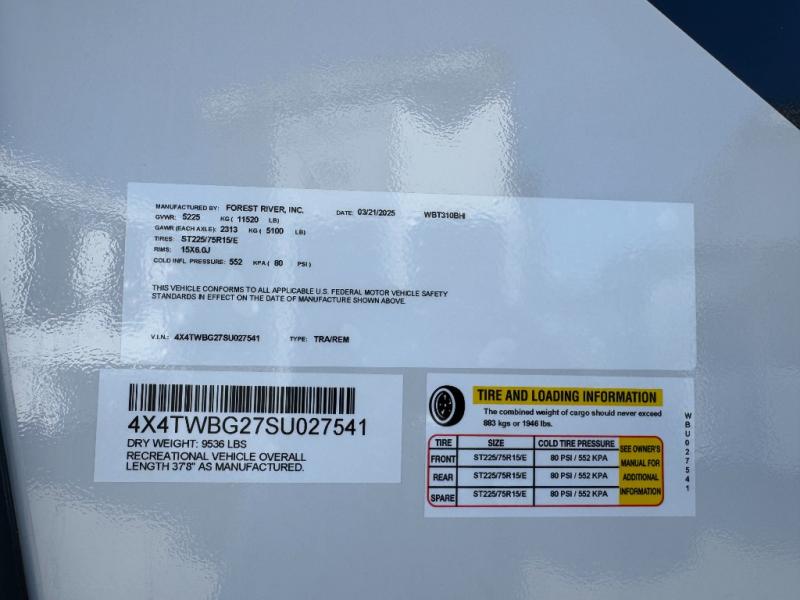 MANUFACTURED BY: FOREST RIVER, INC. DATE: 03/21/2025 WBT310BHI
GVWR: 5225 KG ( 11520 LB)
GAWR (EACH AXLE): 2313 KG ( 5100 LB)
TIRES: ST225/75R15/E
RIMS: 15X6.0J
COLD INFL. PRESSURE: 552 KPA ( 80 PSI )
THIS VEHICLE CONFORMS TO ALL APPLICABLE U.S. FEDERAL MOTOR VEHICLE SAFETY
STANDARDS IN EFFECT ON THE DATE OF MANUFACTURE SHOWN ABOVE.
V.I.N.: 4X4TWBG27SU027541 TYPE: TRA/REM
4X4TWBG27SU027541
DRY WEIGHT: 9536 LBS
RECREATIONAL VEHICLE OVERALL
LENGTH 37'8" AS MANUFACTURED.
TIRE AND LOADING INFORMATION
The combined weight of cargo should never exceed
883 kgs or 1946 lbs.
TIRE SIZE COLD TIRE PRESSURE
FRONT ST225/75R15/E 80 PSI / 552 KPA
REAR ST225/75R15/E 80 PSI / 552 KPA
SPARE ST225/75R15/E 80 PSI / 552 KPA
SEE OWNER'S
MANUAL FOR
ADDITIONAL
INFORMATION
WBU027541